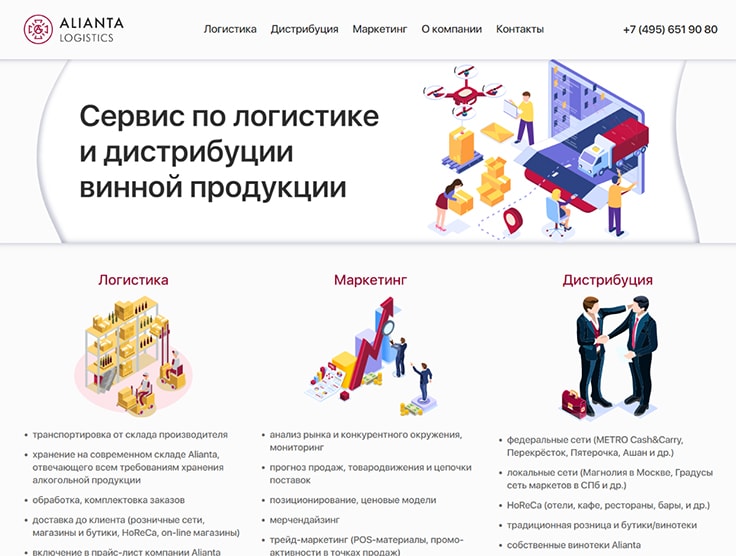 ALIANTA
LOGISTICS
Логистика Дистрибуция Маркетинг О компании Контакты
+7 (495) 651 90 80
Сервис по логистике
и дистрибуции
винной продукции
Логистика
• транспортировка от склада производителя
• хранение на современном складе Alianta,
отвечающего всем требованиям хранения
алкогольной продукции
• обработка, комплектовка заказов
• доставка до клиента (розничные сети,
магазины и бутики, HoReCa, on-line магазины)
• включение в прайс-лист компании Alianta
Маркетинг
• анализ рынка и конкурентного окружения,
мониторинг
• прогноз продаж, товародвижения и цепочки
поставок
• позиционирование, ценовые модели
• мерчендайзинг
• трейд-маркетинг (POS-материалы, промо-
активности в точках продаж)
Дистрибуция
• федеральные сети (METRO Cash&Carry,
Перекрёсток, Пятерочка, Ашан и др.)
• локальные сети (Магнолия в Москве, Градусы
сеть маркетов в СПб и др.)
• HoReCa (отели, кафе, рестораны, бары, и др.)
• традиционная розница и бутики/винотеки
• собственные винотеки Alianta